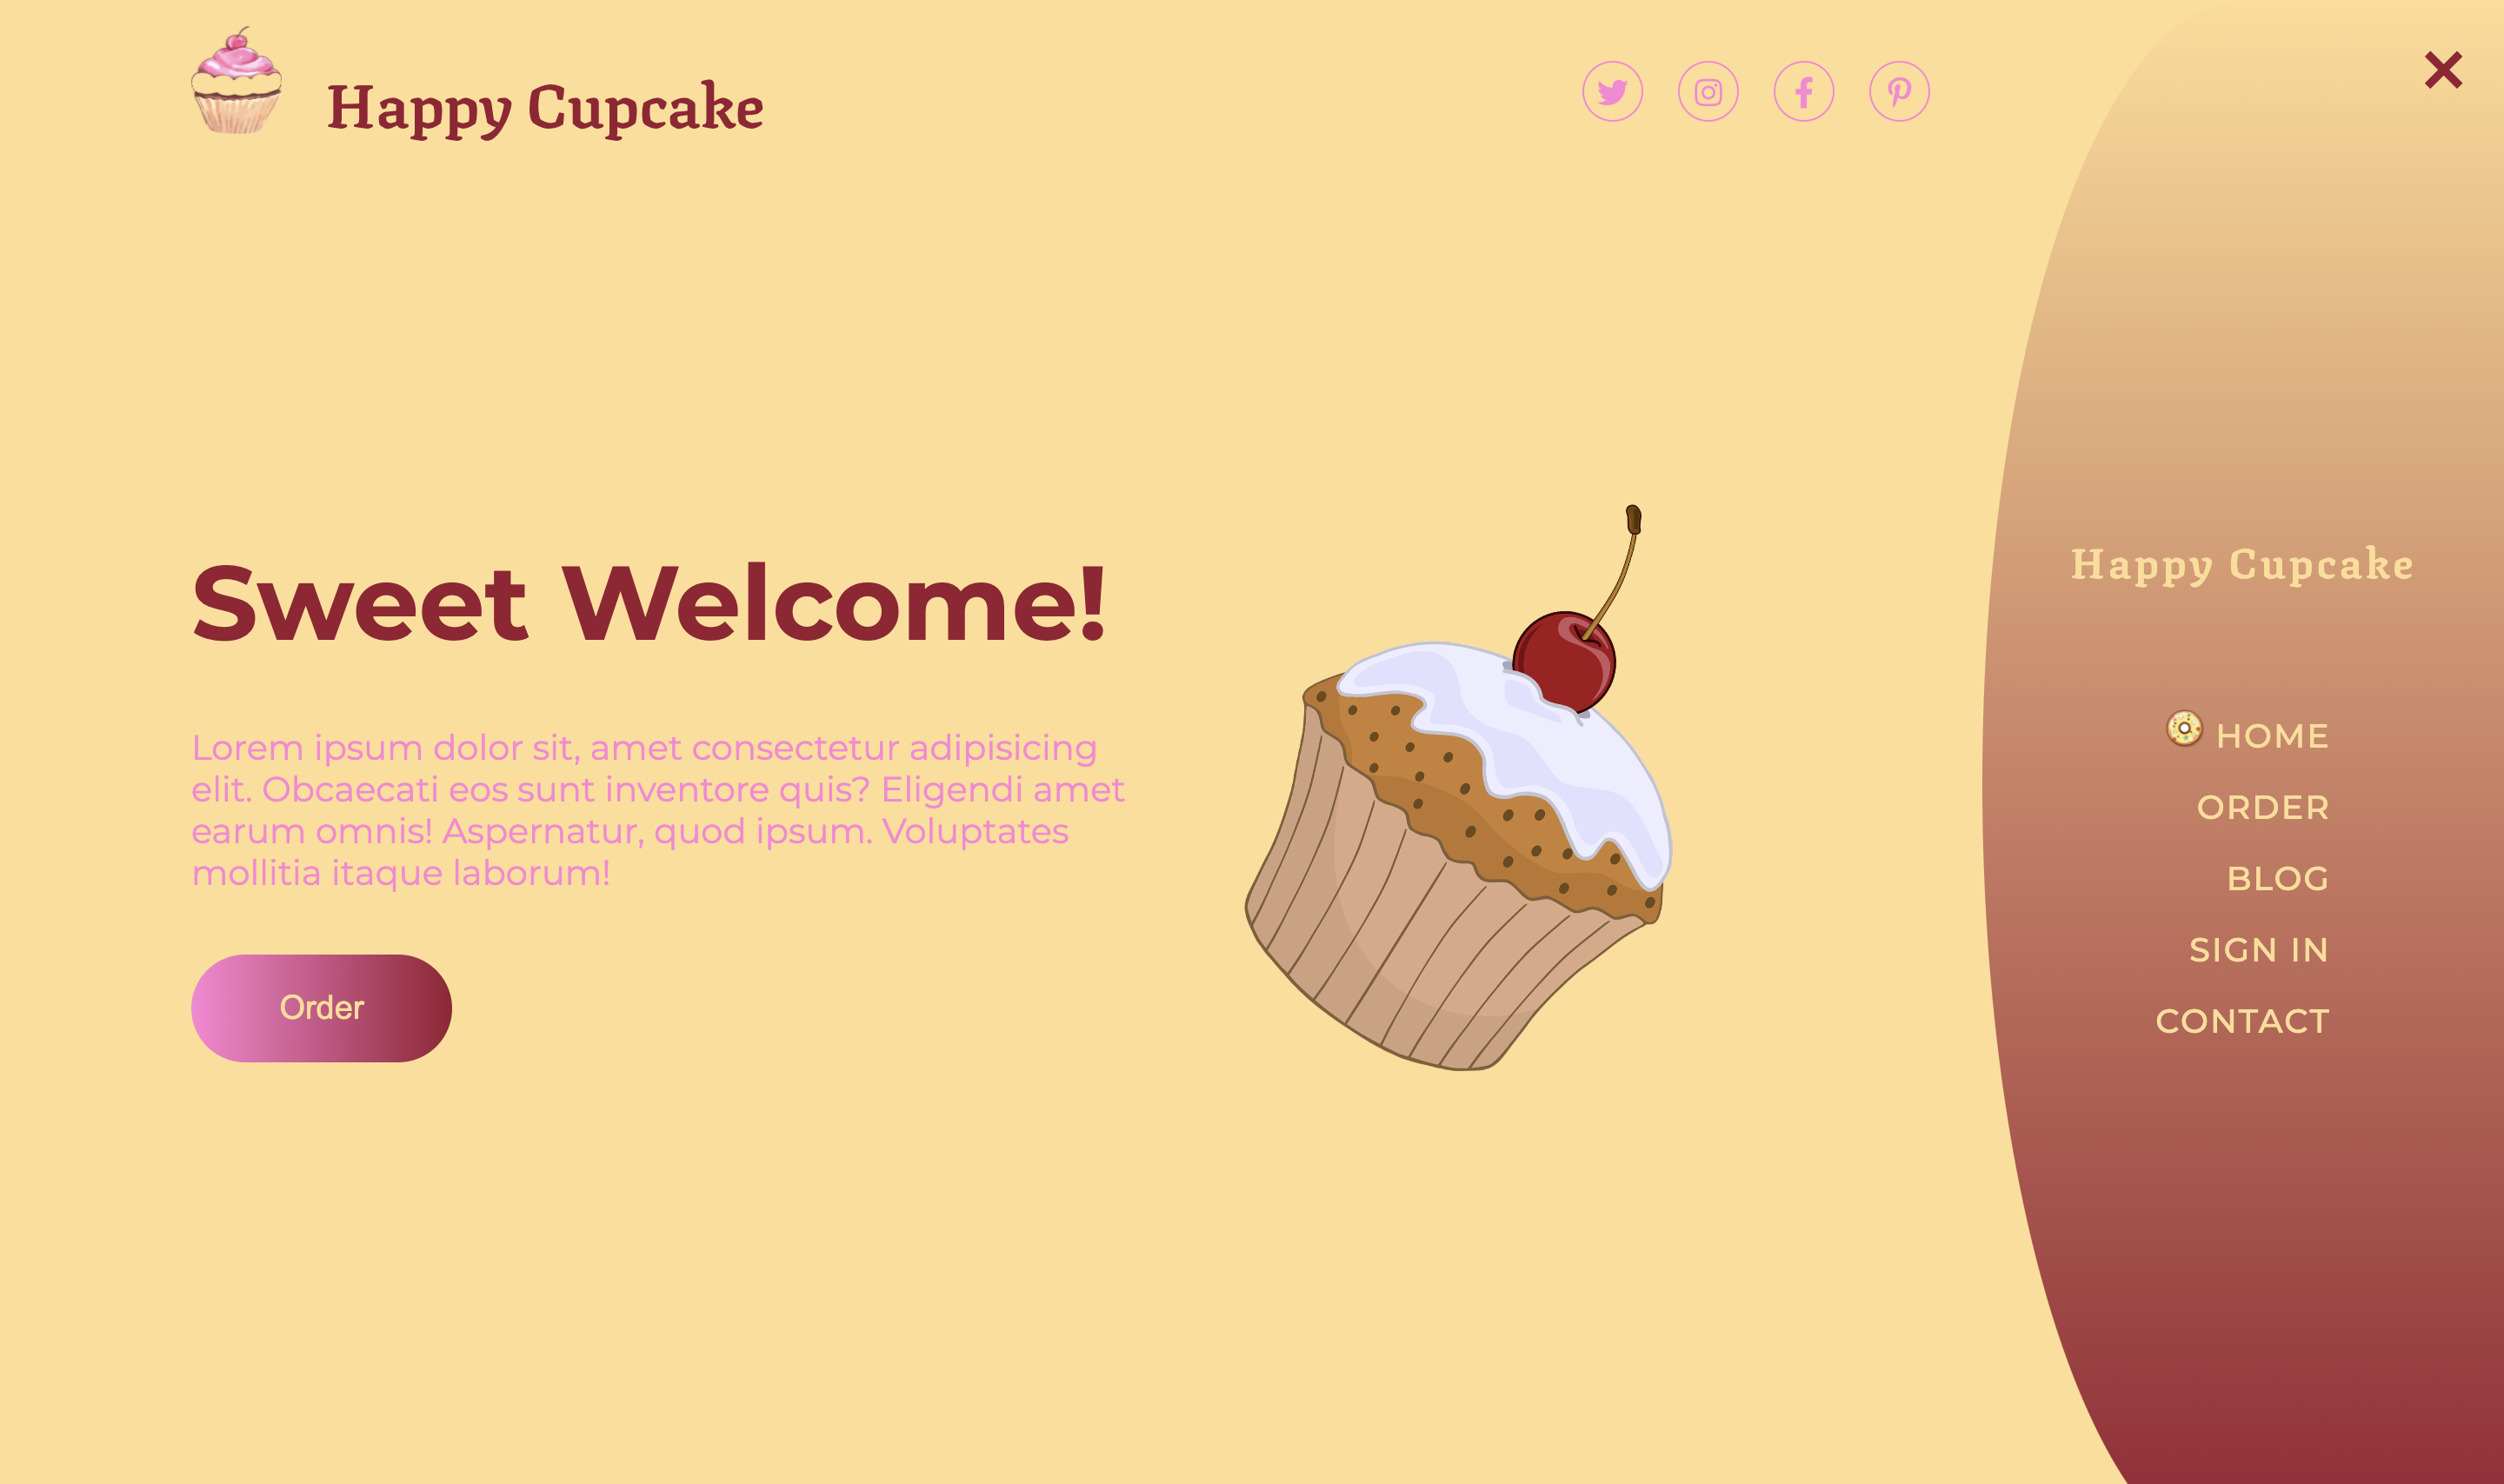 Happy Cupcake
Sweet Welcome!
Lorem ipsum dolor sit, amet consectetur adipisicing
elit. Obcaecati eos sunt inventore quis? Eligendi amet
earum omnis! Aspernatur, quod ipsum. Voluptates
mollitia itaque laborum!
Order
Happy Cupcake
HOME
ORDER
BLOG
SIGN IN
CONTACT